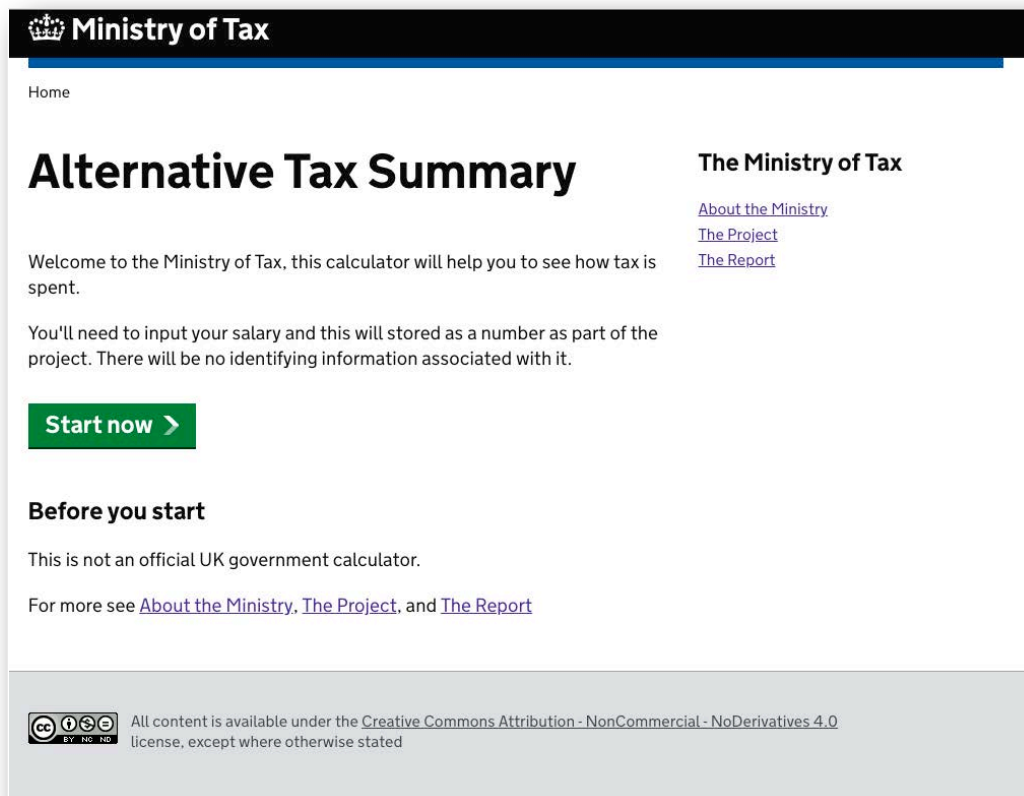 Ministry of Tax
Home
Alternative Tax Summary
Welcome to the Ministry of Tax, this calculator will help you to see how tax is
spent.
You'll need to input your salary and this will stored as a number as part of the
project. There will be no identifying information associated with it.
Start now
Before you start
This is not an official UK government calculator.
For more see About the Ministry, The Project, and The Report
The Ministry of Tax
About the Ministry
The Project
The Report
cc
BY NC ND
All content is available under the Creative Commons Attribution - NonCommercial - NoDerivatives 4.0
license, except where otherwise stated